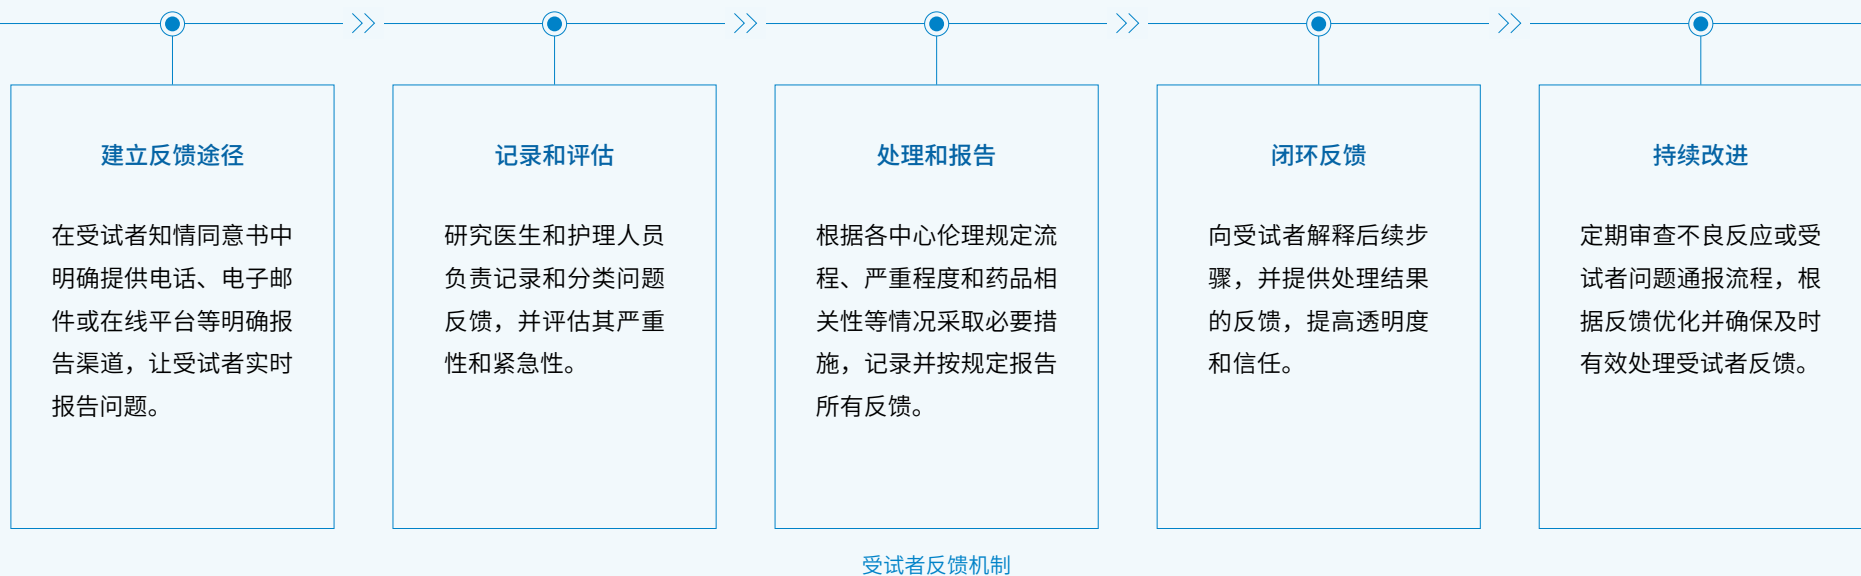 建立反馈途径
在受试者知情同意书中
明确提供电话、电子邮
件或在线平台等明确报
告渠道，让受试者实时
报告问题。
记录和评估
研究医生和护理人员
负责记录和分类问题
反馈，并评估其严重
性和紧急性。
处理和报告
根据各中心伦理规定流
程、严重程度和药品相
关性等情况采取必要措
施，记录并按规定报告
所有反馈。
闭环反馈
向受试者解释后续步
骤，并提供处理结果
的反馈，提高透明度
和信任。
持续改进
定期审查不良反应或受
试者问题通报流程，根
据反馈优化并确保及时
有效处理受试者反馈。
受试者反馈机制